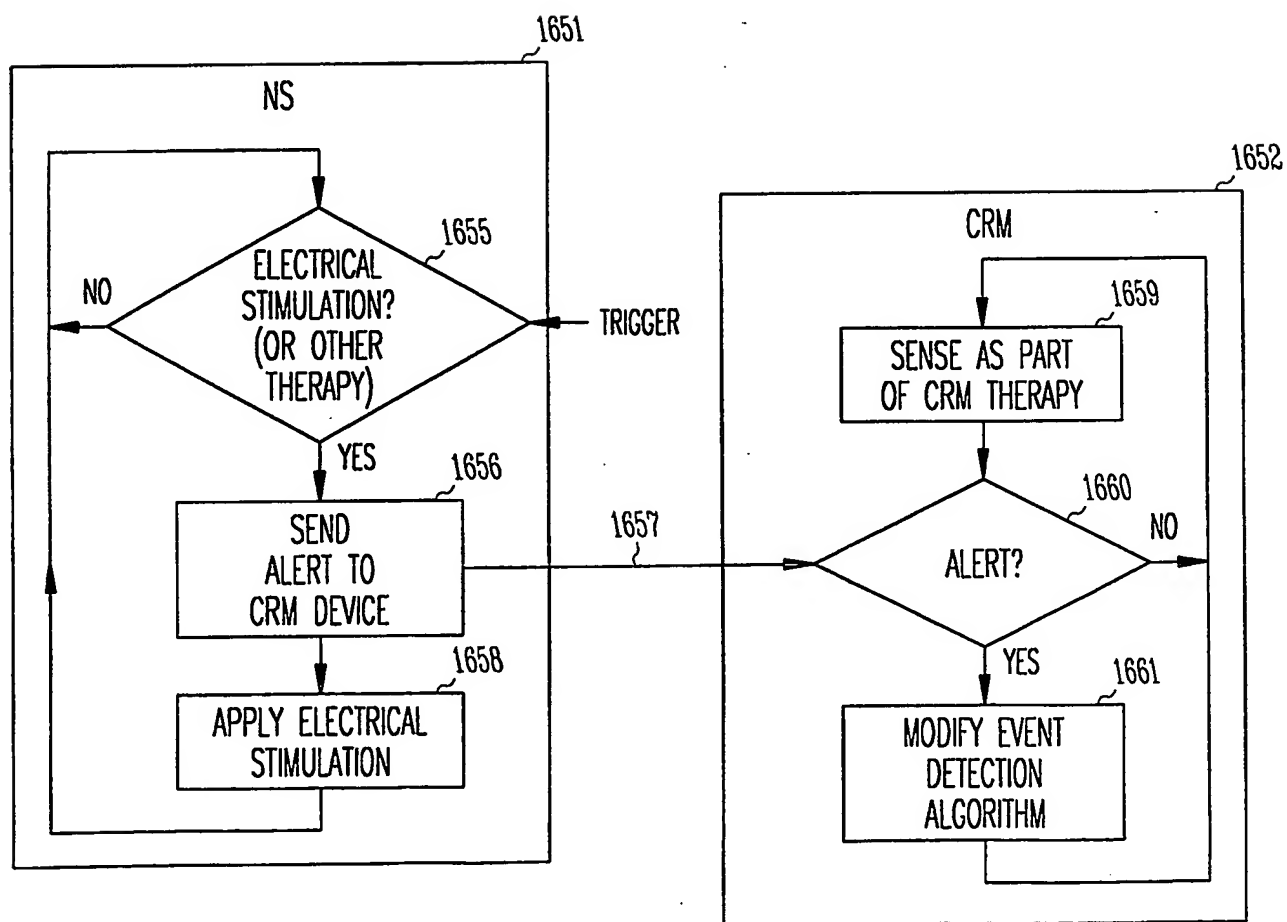 1651
NS
1655
ELECTRICAL
STIMULATION?
(OR OTHER
THERAPY)
NO
TRIGGER
YES
1656
SEND
ALERT TO
CRM DEVICE
1657
1658
APPLY ELECTRICAL
STIMULATION
1652
CRM
1659
SENSE AS PART
OF CRM THERAPY
1660
ALERT?
NO
YES
1661
MODIFY EVENT
DETECTION
ALGORITHM